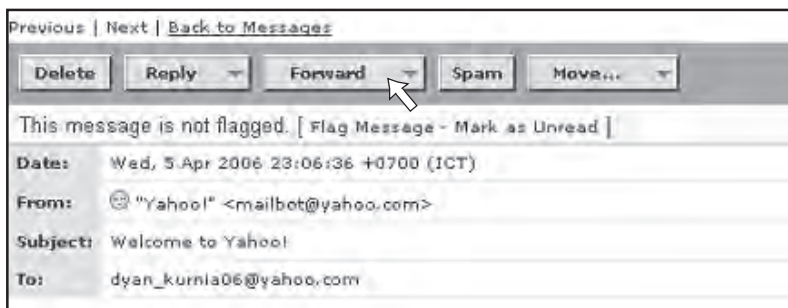 Previous | Next | Back to Messages
Delete Reply Forward Spam Move...
This message is not flagged. [ Flag Message - Mark as Unread ]
Date: Wed, 5 Apr 2006 23:06:36 +0700 (ICT)
From: "Yahoo!" <mailbot@yahoo.com>
Subject: Welcome to Yahoo!
To: dyan_kurnia06@yahoo.com